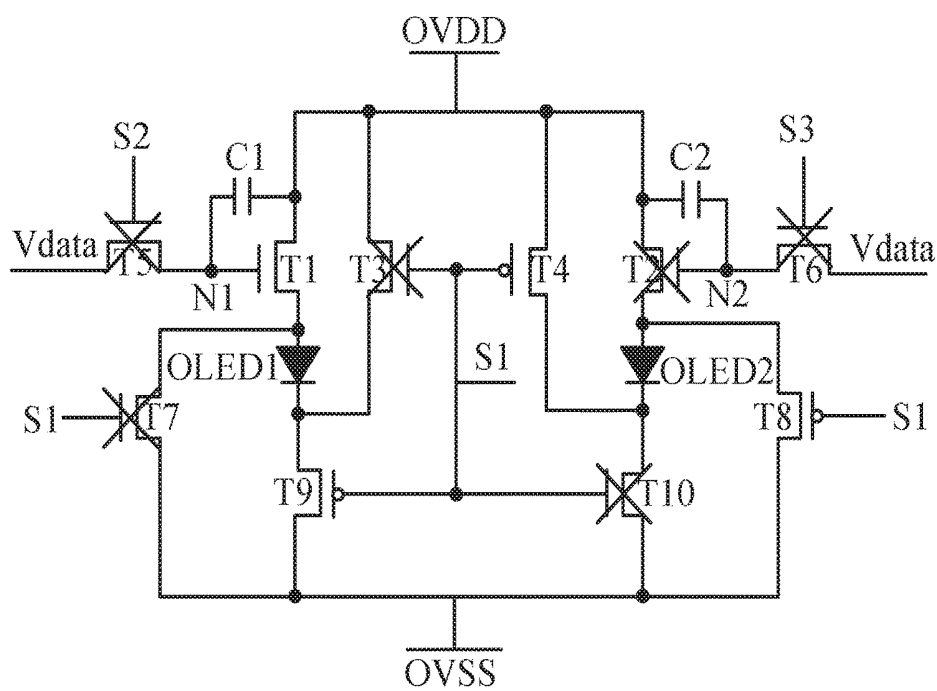 OVDD
S2
S3
C1
C2
Vdata
T5
T1
T3
T4
T2
T6
Vdata
N1
N2
OLED1
S1
OLED2
S1
T7
T8
S1
T9
T10
OVSS